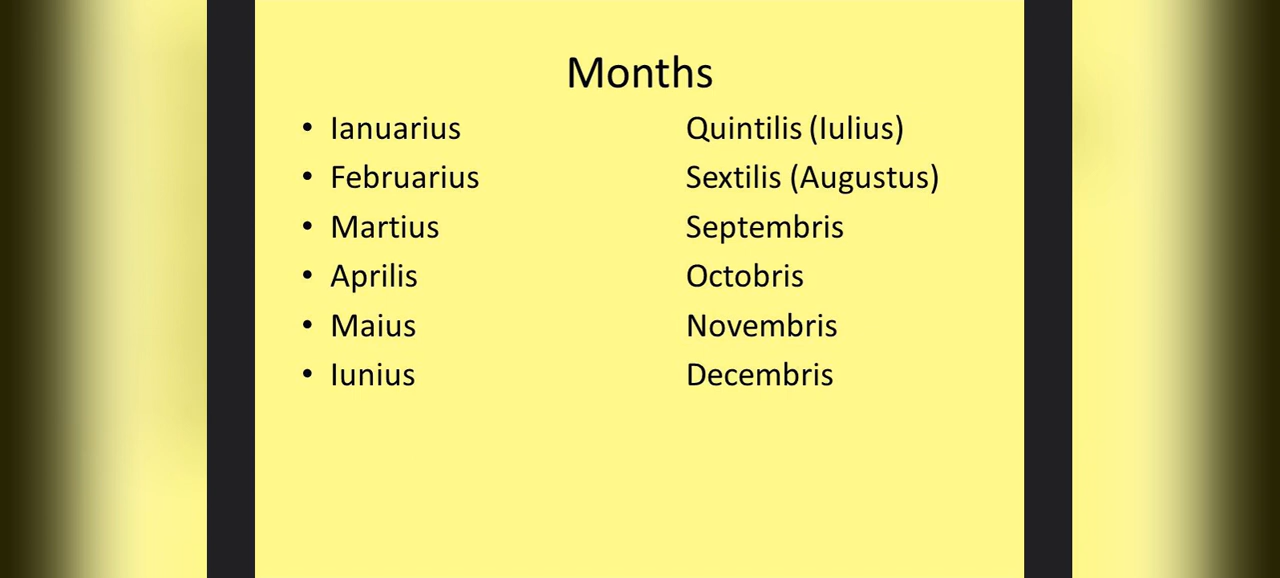 Months
• Ianuarius
• Februarius
• Martius
• Aprilis
• Maius
• Iunius
Quintilis (Iulius)
Sextilis (Augustus)
Septembris
Octobris
Novembris
Decembris